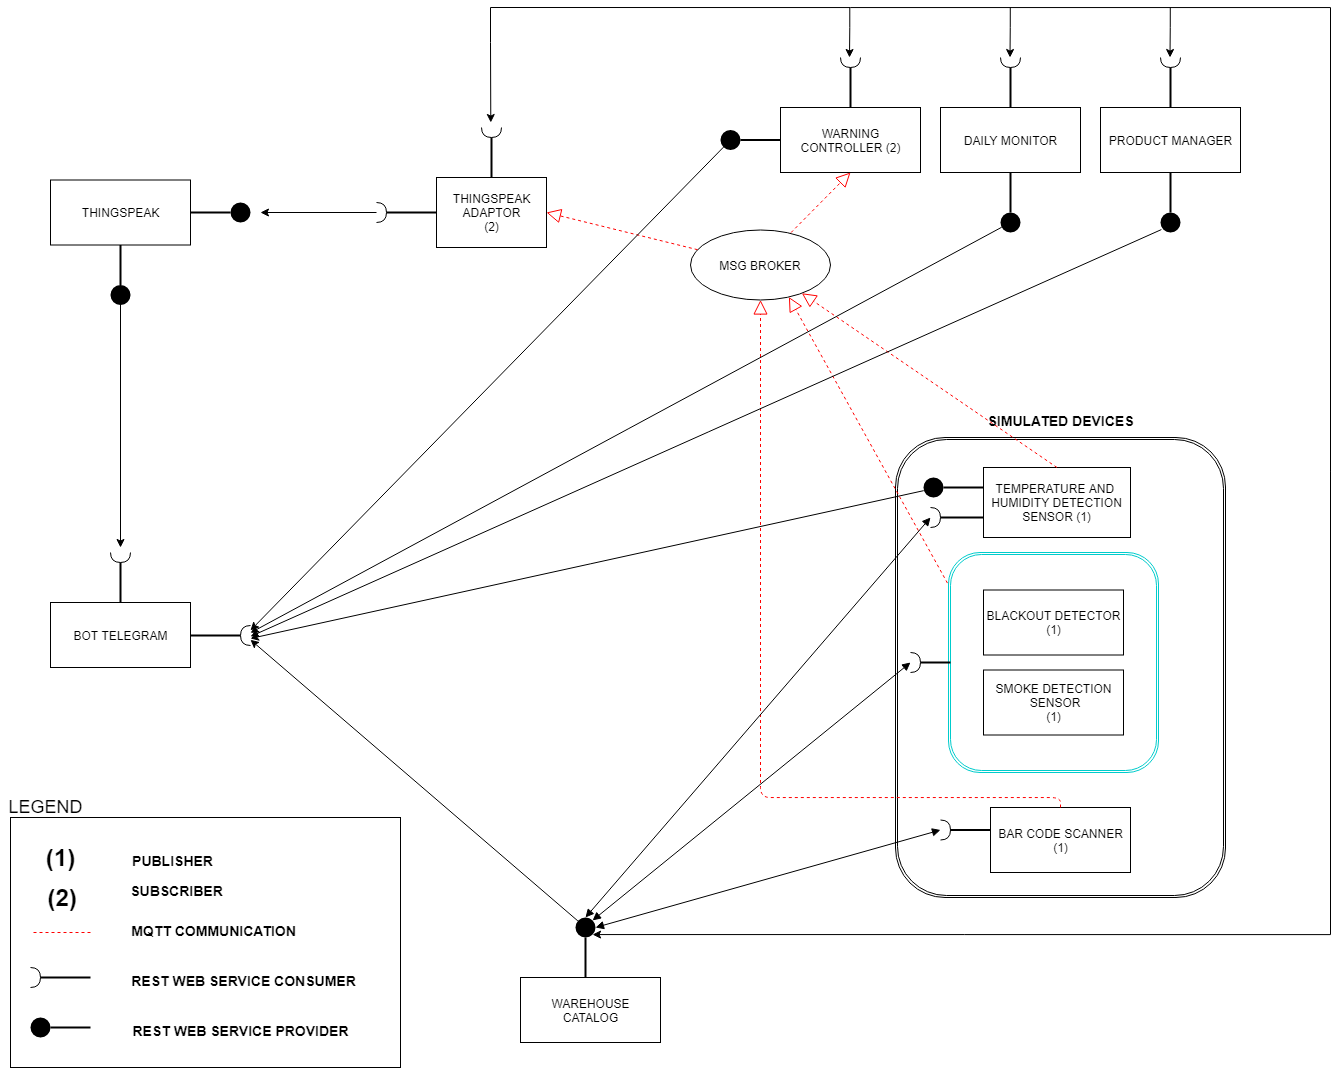 WARNING
CONTROLLER (2)
DAILY MONITOR
PRODUCT MANAGER
THINGSPEAK
THINGSPEAK
ADAPTOR
(2)
MSG BROKER
SIMULATED DEVICES
TEMPERATURE AND
HUMIDITY DETECTION
SENSOR (1)
BLACKOUT DETECTOR
(1)
SMOKE DETECTION
SENSOR
(1)
BOT TELEGRAM
BAR CODE SCANNER
(1)
WAREHOUSE
CATALOG
LEGEND
(1) PUBLISHER
(2) SUBSCRIBER
MQTT COMMUNICATION
REST WEB SERVICE CONSUMER
REST WEB SERVICE PROVIDER